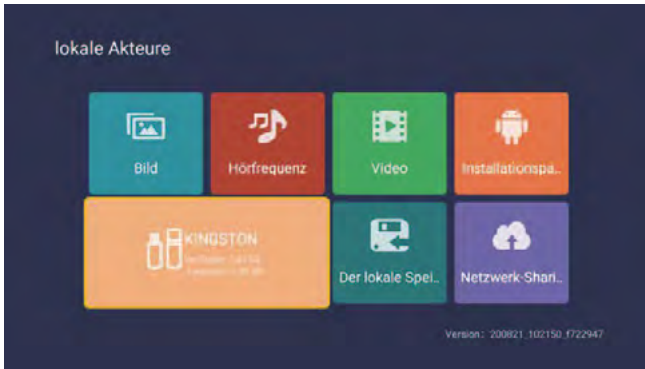 lokale Akteure
Bild
Hörfrequenz
Video
Installationspa..
KINGSTON
Der lokale Spei..
Netzwerk-Shari..
Version: 200821_102150_f722947